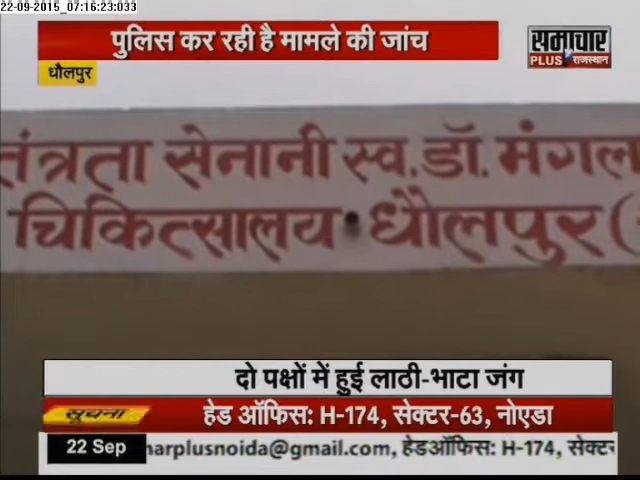 22-09-2015_07:16:23:033
पुलिस कर रही है मामले की जांच
समाचार
PLUS राजस्थान
धौलपुर
तंत्रता सेनानी स्व. डॉ. मंगल
चिकित्सालय धौलपुर (
दो पक्षों में हुई लाठी-भाटा जंग
सूचना
हेड ऑफिस: H-174, सेक्टर-63, नोएडा
22 Sep
narplusnoida@gmail.com, हेडऑफिस: H-174, सेक्टर